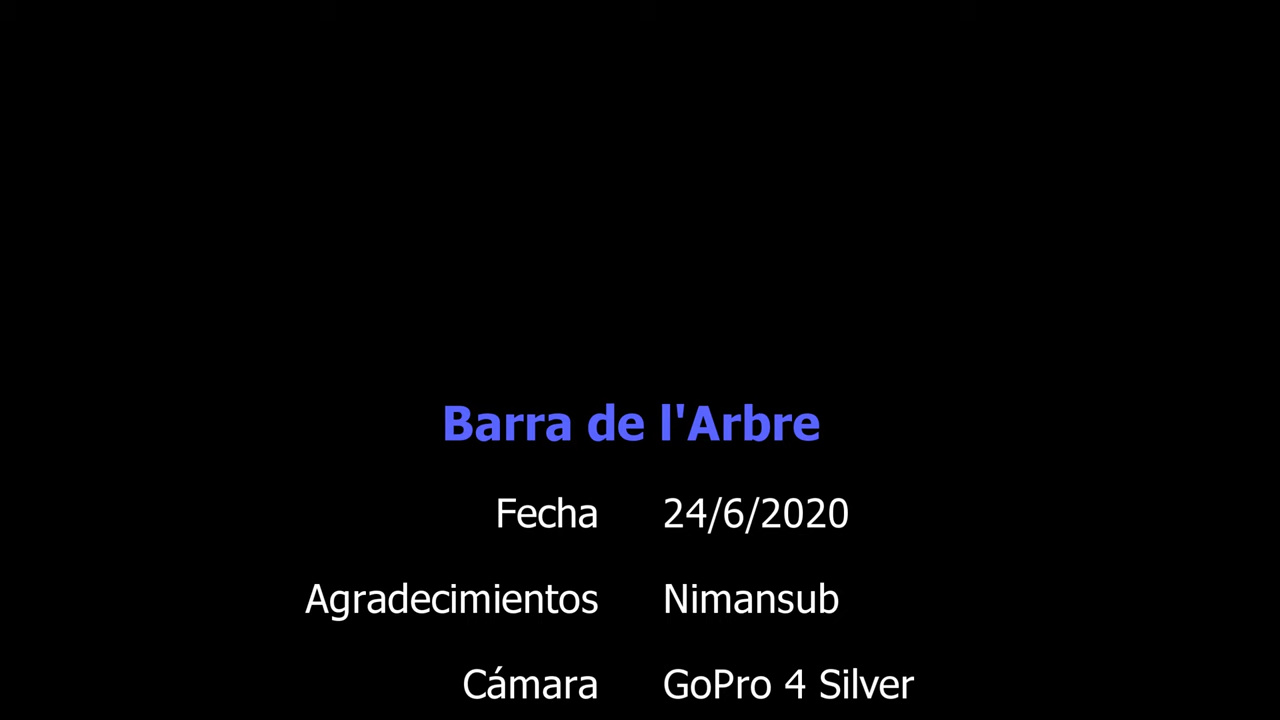 Barra de l'Arbre
Fecha 24/6/2020
Agradecimientos Nimansub
Cámara GoPro 4 Silver